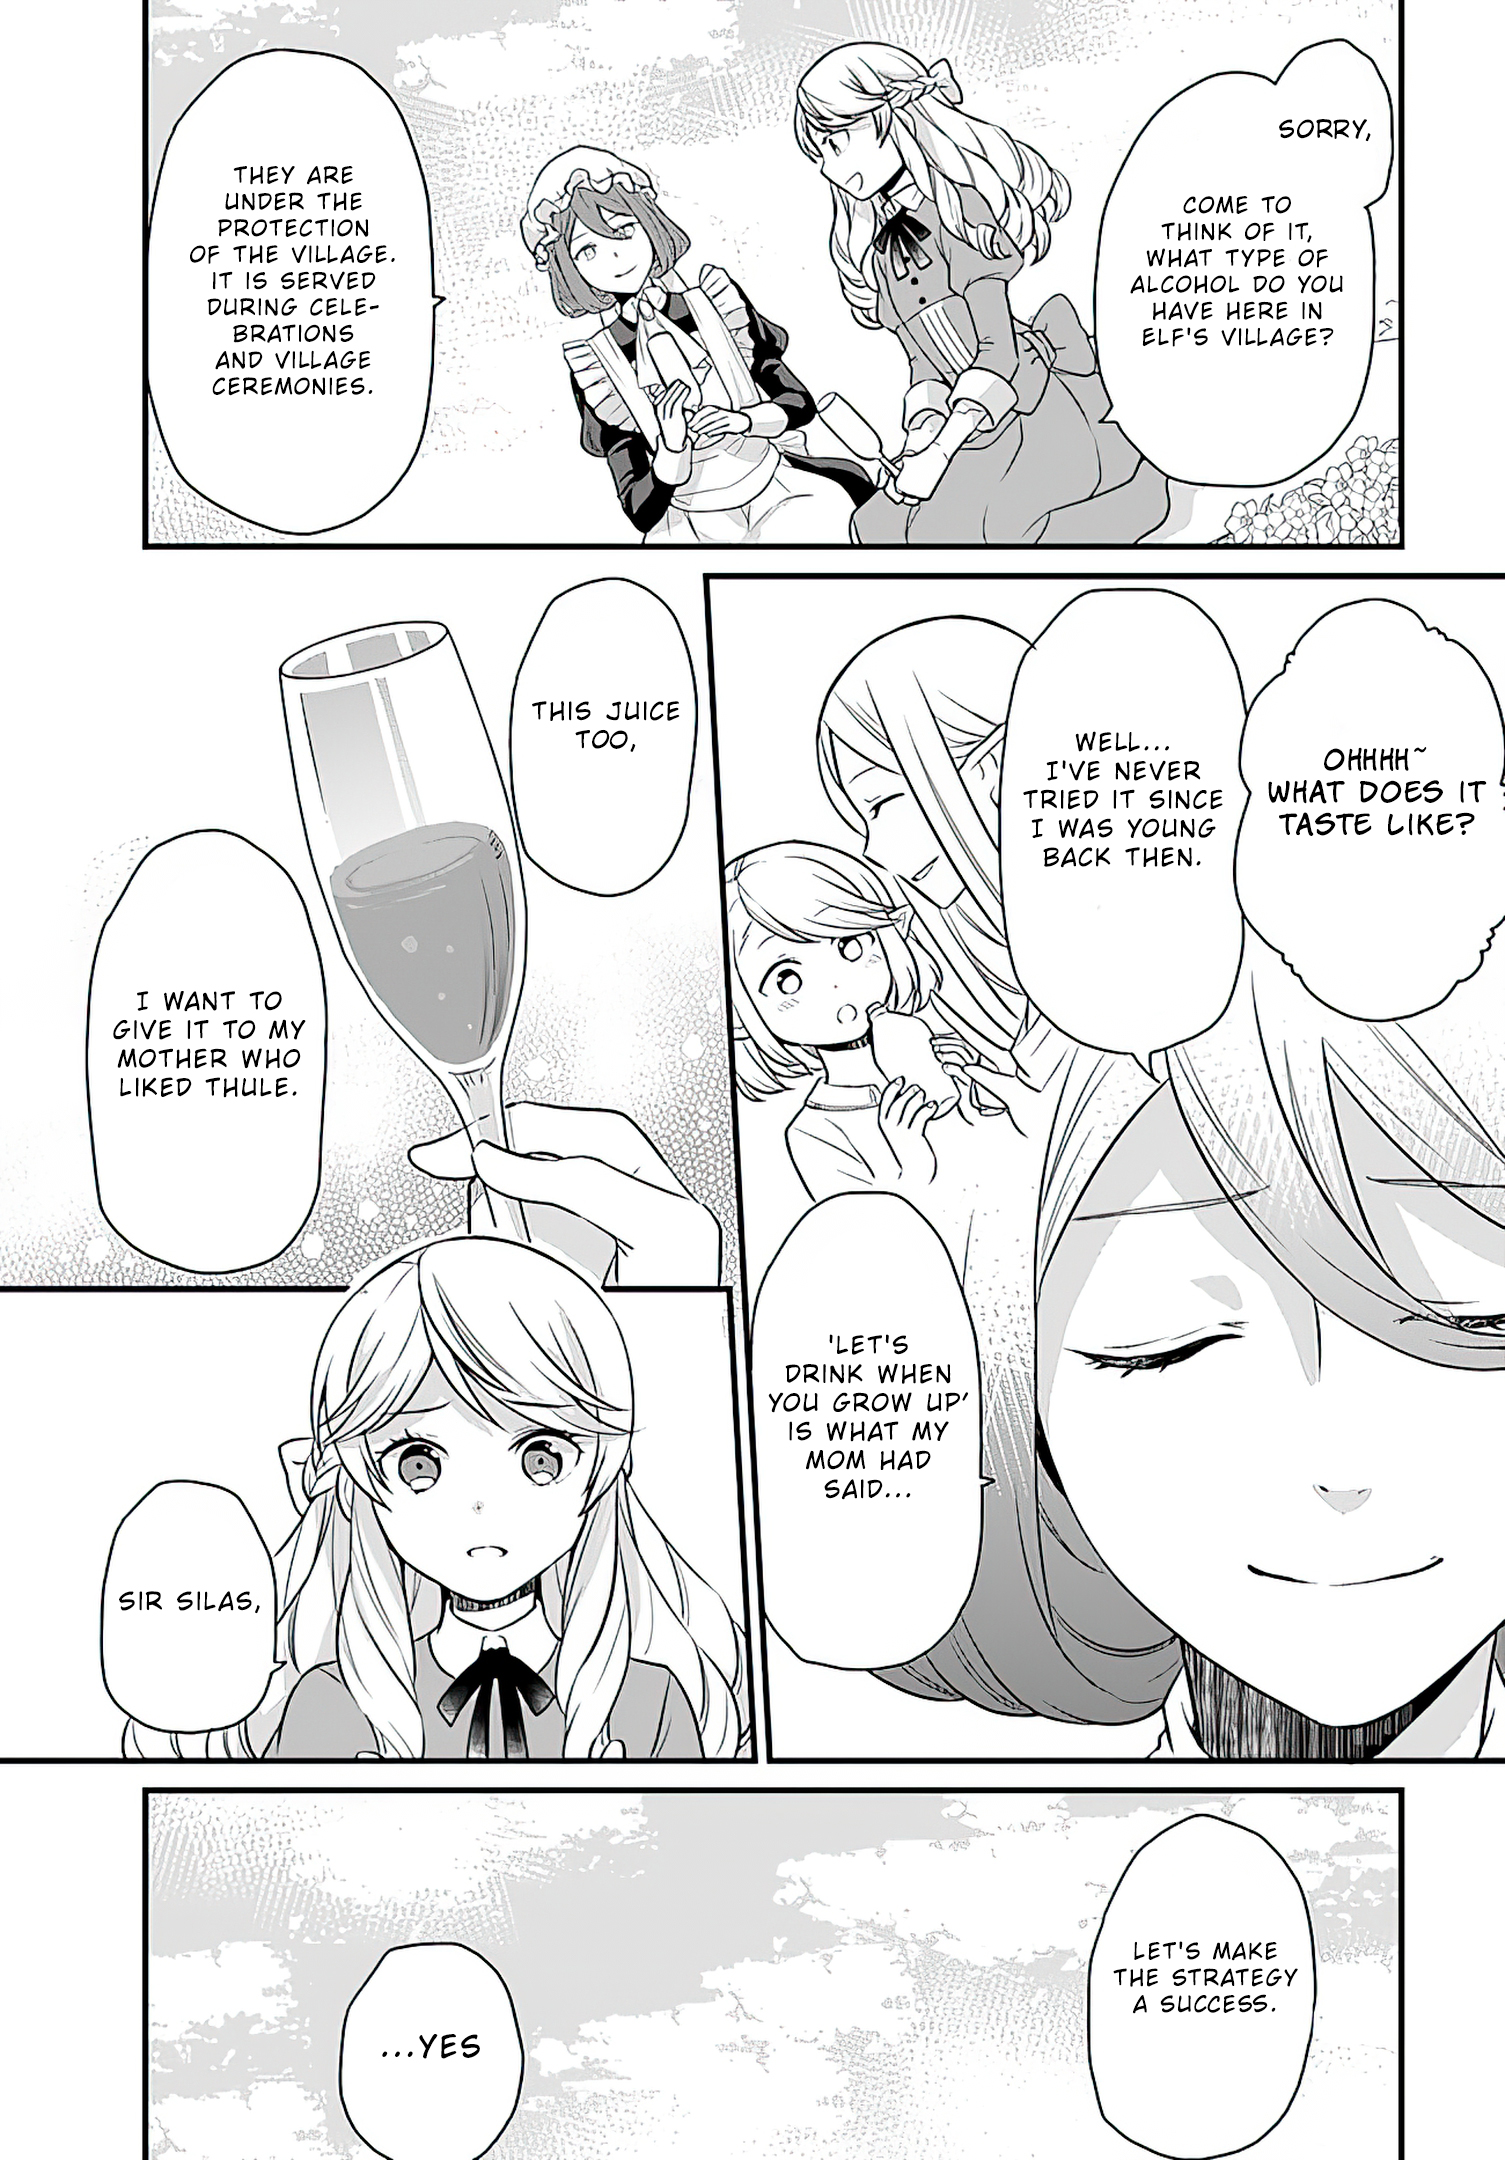 SORRY,
COME TO
THINK OF IT,
WHAT TYPE OF
ALCOHOL DO YOU
HAVE HERE IN
ELF'S VILLAGE?
THEY ARE
UNDER THE
PROTECTION
OF THE VILLAGE.
IT IS SERVED
DURING CELE-
BRATIONS
AND VILLAGE
CEREMONIES.
OHHHH~
WHAT DOES IT
TASTE LIKE?
WELL...
I'VE NEVER
TRIED IT SINCE
I WAS YOUNG
BACK THEN.
'LET'S
DRINK WHEN
YOU GROW UP'
IS WHAT MY
MOM HAD
SAID...
THIS JUICE
TOO,
I WANT TO
GIVE IT TO MY
MOTHER WHO
LIKED THULE.
SIR SILAS,
LET'S MAKE
THE STRATEGY
A SUCCESS.
...YES